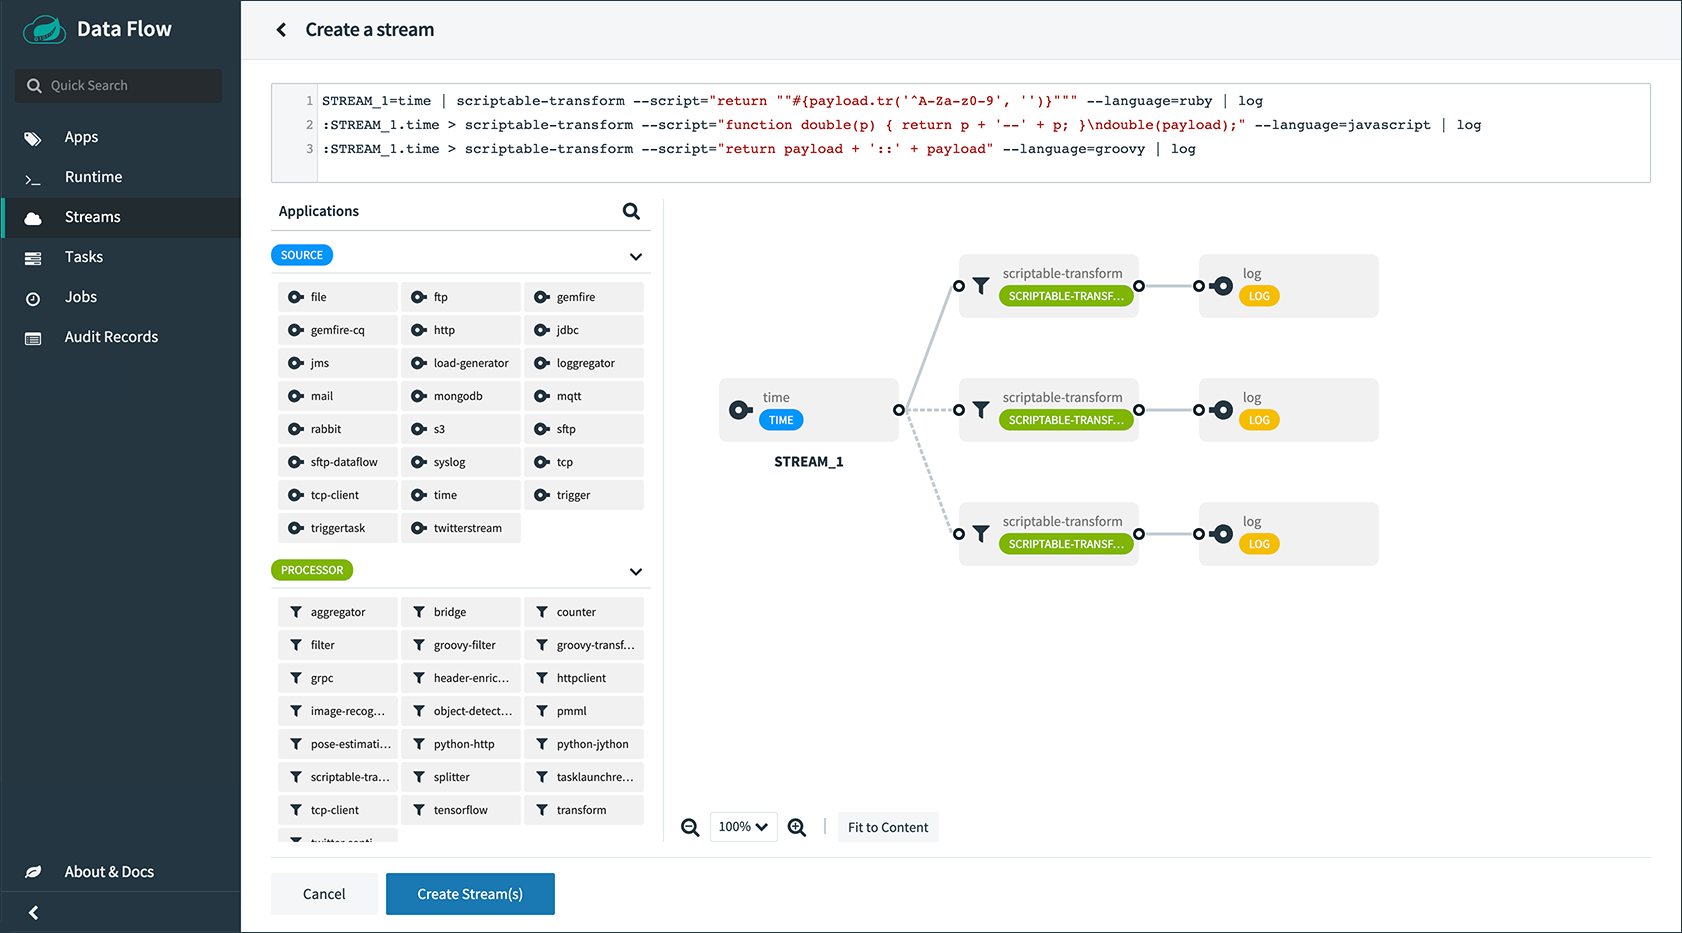 Data Flow
Quick Search
Apps
Runtime
Streams
Tasks
Jobs
Audit Records
About & Docs
Create a stream
1 STREAM_1=time | scriptable-transform --script="return ""#{payload.tr('^A-Za-z0-9', '')}""" --language=ruby | log
2 :STREAM_1.time > scriptable-transform --script="function double(p) { return p + '--' + p; }\ndouble(payload);" --language=javascript | log
3 :STREAM_1.time > scriptable-transform --script="return payload + '::' + payload" --language=groovy | log
Applications
SOURCE
file ftp gemfire
gemfire-cq http jdbc
jms load-generator loggregator
mail mongodb mqtt
rabbit s3 sftp
sftp-dataflow syslog tcp
tcp-client time trigger
triggertask twitterstream
PROCESSOR
aggregator bridge counter
filter groovy-filter groovy-transf...
grpc header-enric... httpclient
image-recog... object-detect... pmml
pose-estimati... python-http python-jython
scriptable-tra... splitter tasklaunchre...
tcp-client tensorflow transform
scriptable-transform log
SCRIPTABLE-TRANSF... LOG
time scriptable-transform log
TIME SCRIPTABLE-TRANSF... LOG
STREAM_1
scriptable-transform log
SCRIPTABLE-TRANSF... LOG
100% Fit to Content
Cancel Create Stream(s)